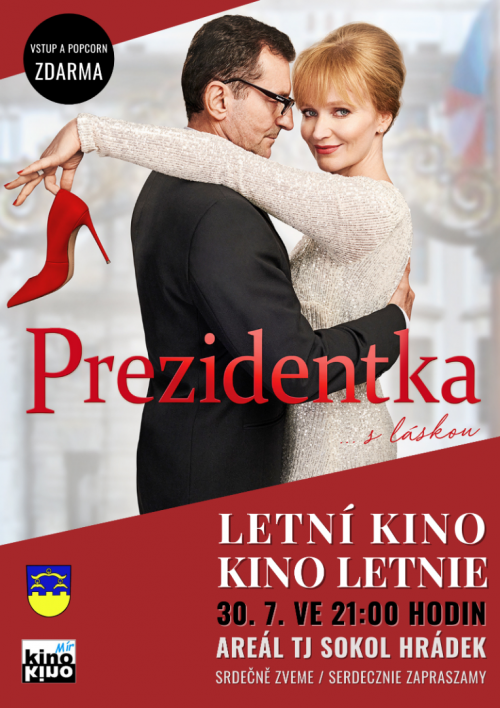 VSTUP A POPCORN
ZDARMA
Prezidentka
... s láskou
LETNÍ KINO
KINO LETNIE
30. 7. VE 21:00 HODIN
AREÁL TJ SOKOL HRÁDEK
SRDEČNĚ ZVEME / SERDECZNIE ZAPRASZAMY
Mír
kino
kino